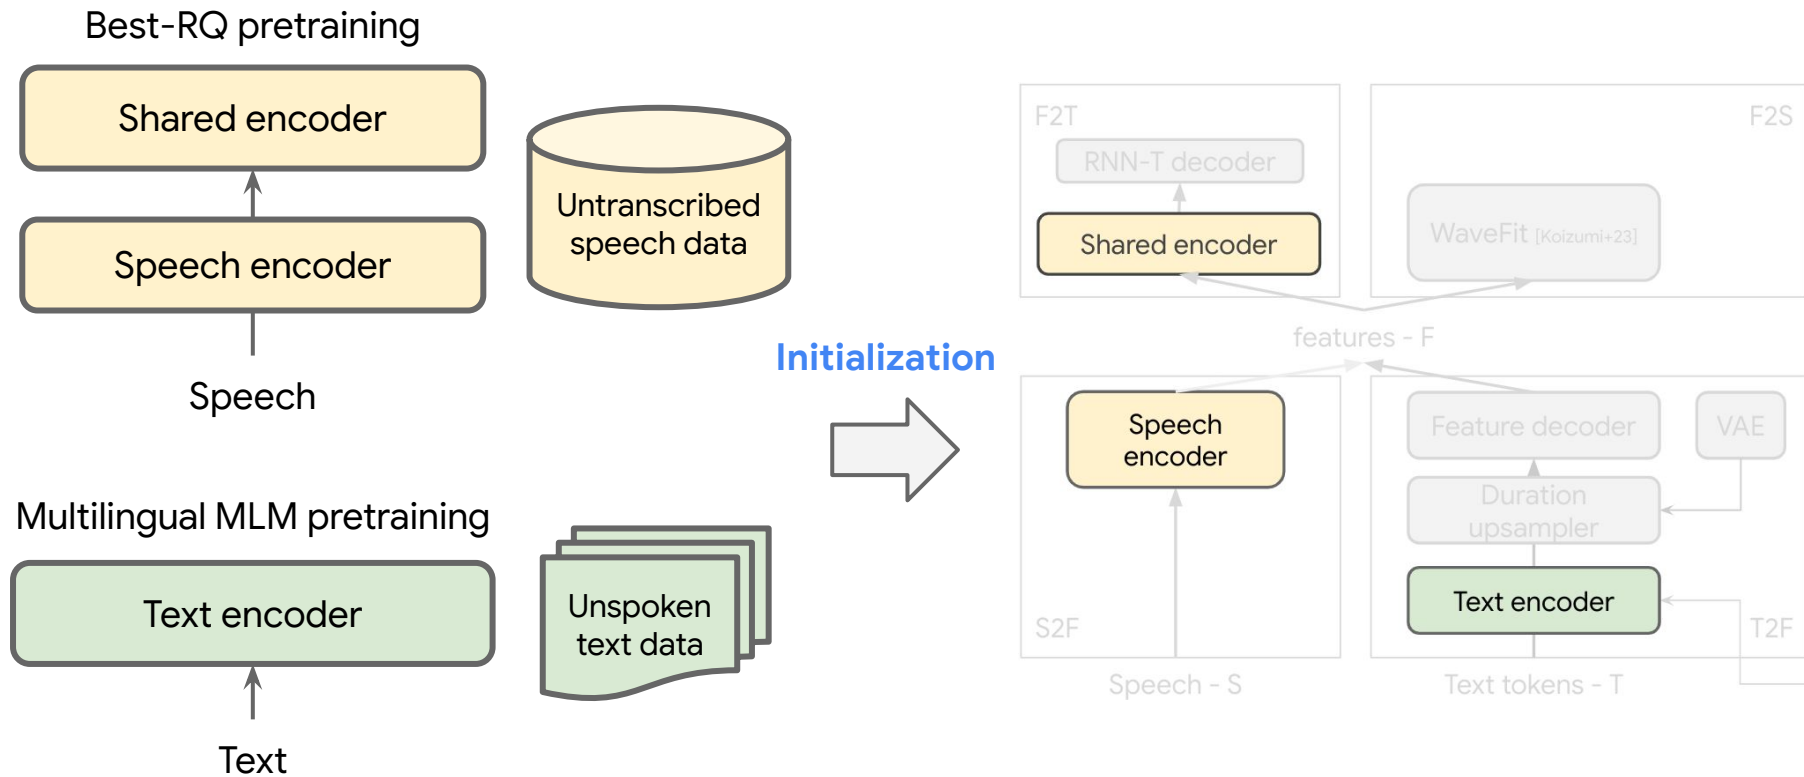 Best-RQ pretraining
Shared encoder
Speech encoder
Speech
Untranscribed
speech data
Multilingual MLM pretraining
Text encoder
Text
Unspoken
text data
Initialization
F2T
RNN-T decoder
Shared encoder
F2S
WaveFit [Koizumi+23]
features - F
Speech
encoder
S2F
Speech - S
Feature decoder
VAE
Duration
upsampler
Text encoder
T2F
Text tokens - T